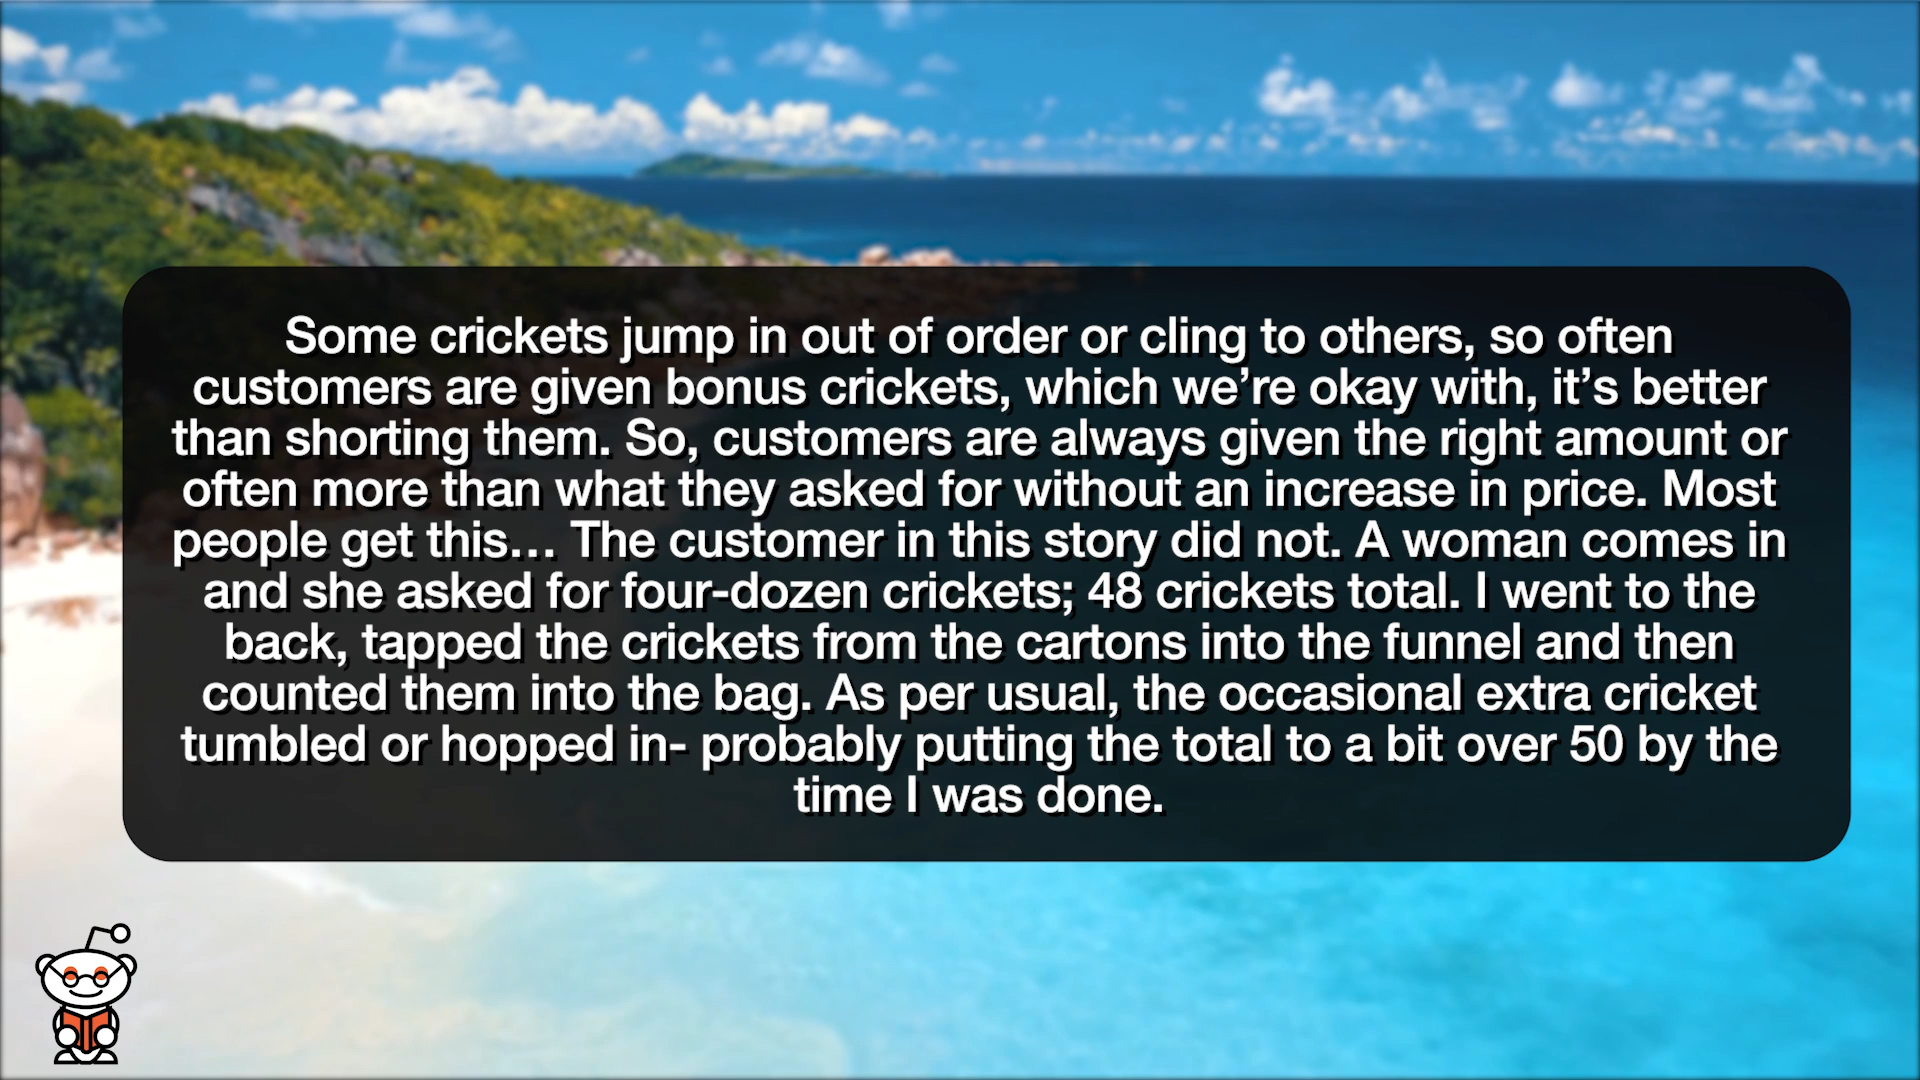 Some crickets jump in out of order or cling to others, so often
customers are given bonus crickets, which we’re okay with, it’s better
than shorting them. So, customers are always given the right amount or
often more than what they asked for without an increase in price. Most
people get this… The customer in this story did not. A woman comes in
and she asked for four-dozen crickets; 48 crickets total. I went to the
back, tapped the crickets from the cartons into the funnel and then
counted them into the bag. As per usual, the occasional extra cricket
tumbled or hopped in- probably putting the total to a bit over 50 by the
time I was done.